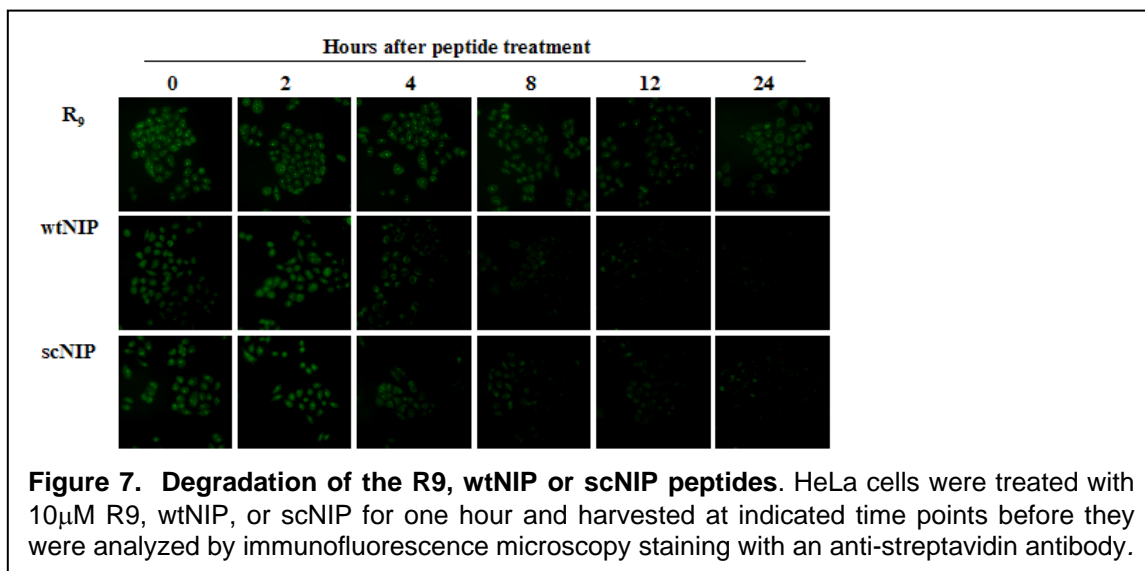 Hours after peptide treatment
0 2 4 8 12 24
R9
wtNIP
scNIP
Figure 7. Degradation of the R9, wtNIP or scNIP peptides. HeLa cells were treated with
10μM R9, wtNIP, or scNIP for one hour and harvested at indicated time points before they
were analyzed by immunofluorescence microscopy staining with an anti-streptavidin antibody.